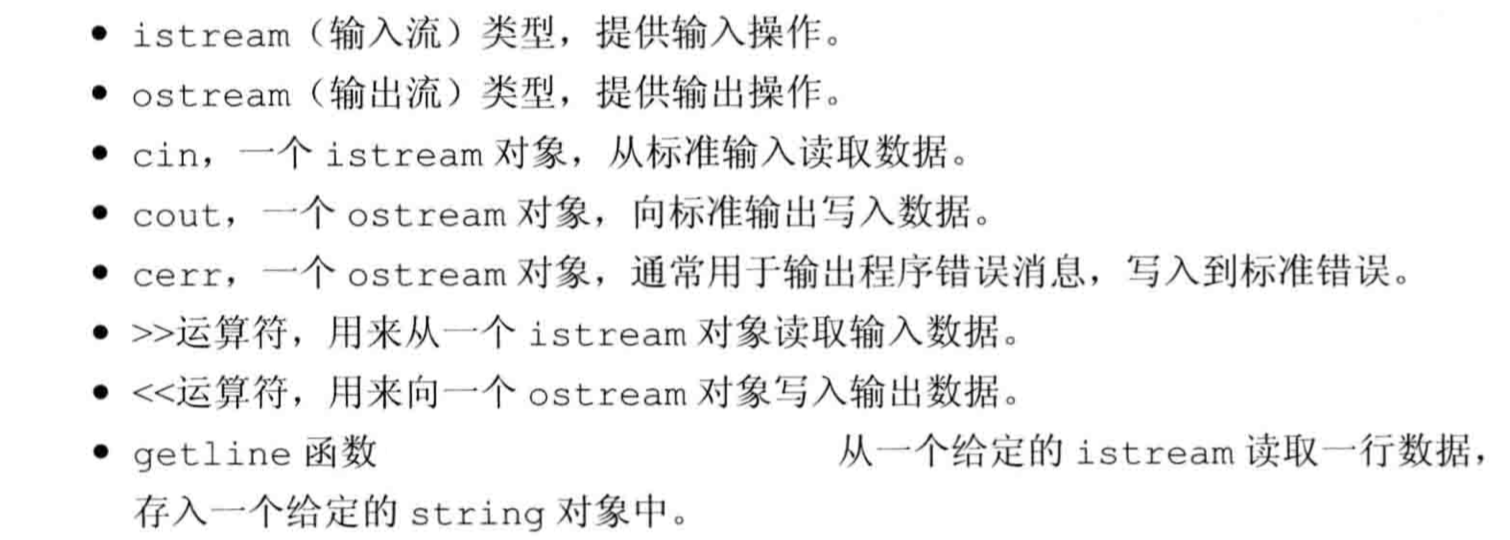 • istream（输入流）类型，提供输入操作。
• ostream（输出流）类型，提供输出操作。
• cin，一个 istream 对象，从标准输入读取数据。
• cout，一个 ostream 对象，向标准输出写入数据。
• cerr，一个 ostream 对象，通常用于输出程序错误消息，写入到标准错误。
• >>运算符，用来从一个 istream 对象读取输入数据。
• <<运算符，用来向一个 ostream 对象写入输出数据。
• getline 函数 从一个给定的 istream 读取一行数据，
存入一个给定的 string 对象中。